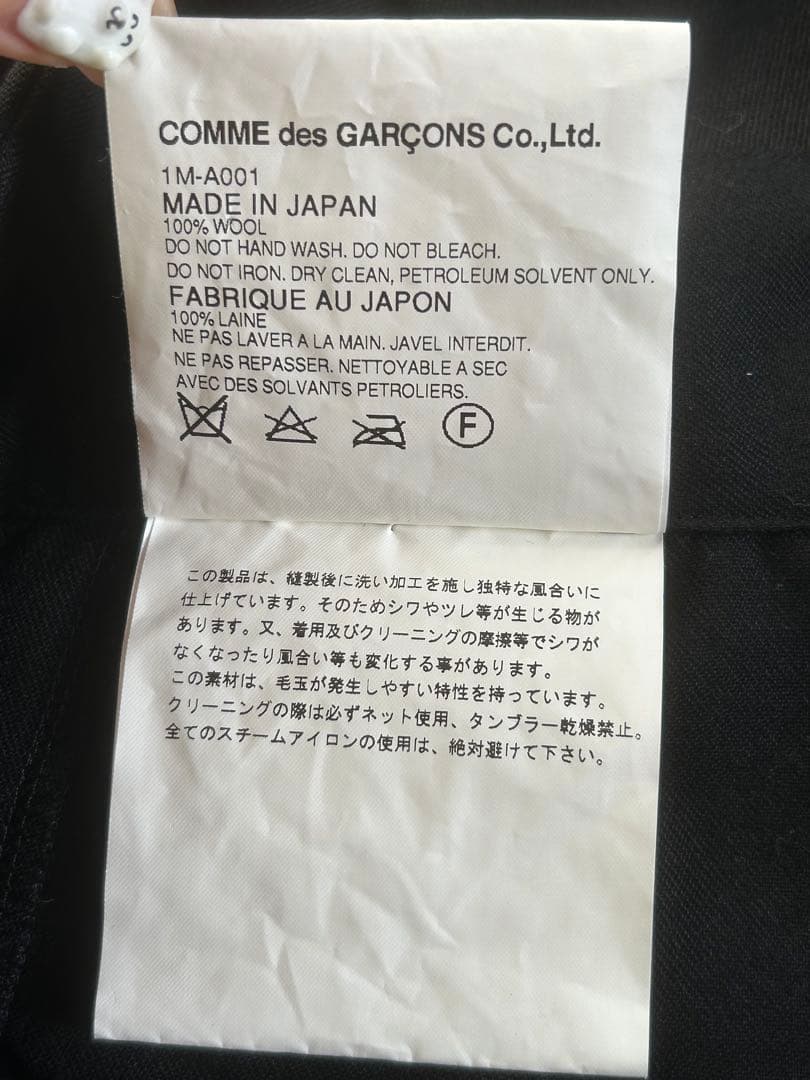 COMME des GARÇONS Co.,Ltd.
1M-A001
MADE IN JAPAN
100% WOOL
DO NOT HAND WASH. DO NOT BLEACH.
DO NOT IRON. DRY CLEAN, PETROLEUM SOLVENT ONLY.
FABRIQUE AU JAPON
100% LAINE
NE PAS LAVER A LA MAIN. JAVEL INTERDIT.
NE PAS REPASSER. NETTOYABLE A SEC
AVEC DES SOLVANTS PETROLIERS.
F
この製品は、縫製後に洗い加工を施し独特な風合いに
仕上げています。そのためシワやツレ等が生じる物が
あります。又、着用及びクリーニングの摩擦等でシワが
なくなったり風合い等も変化する事があります。
この素材は、毛玉が発生しやすい特性を持っています。
クリーニングの際は必ずネット使用、タンブラー乾燥禁止。
全てのスチームアイロンの使用は、絶対避けて下さい。